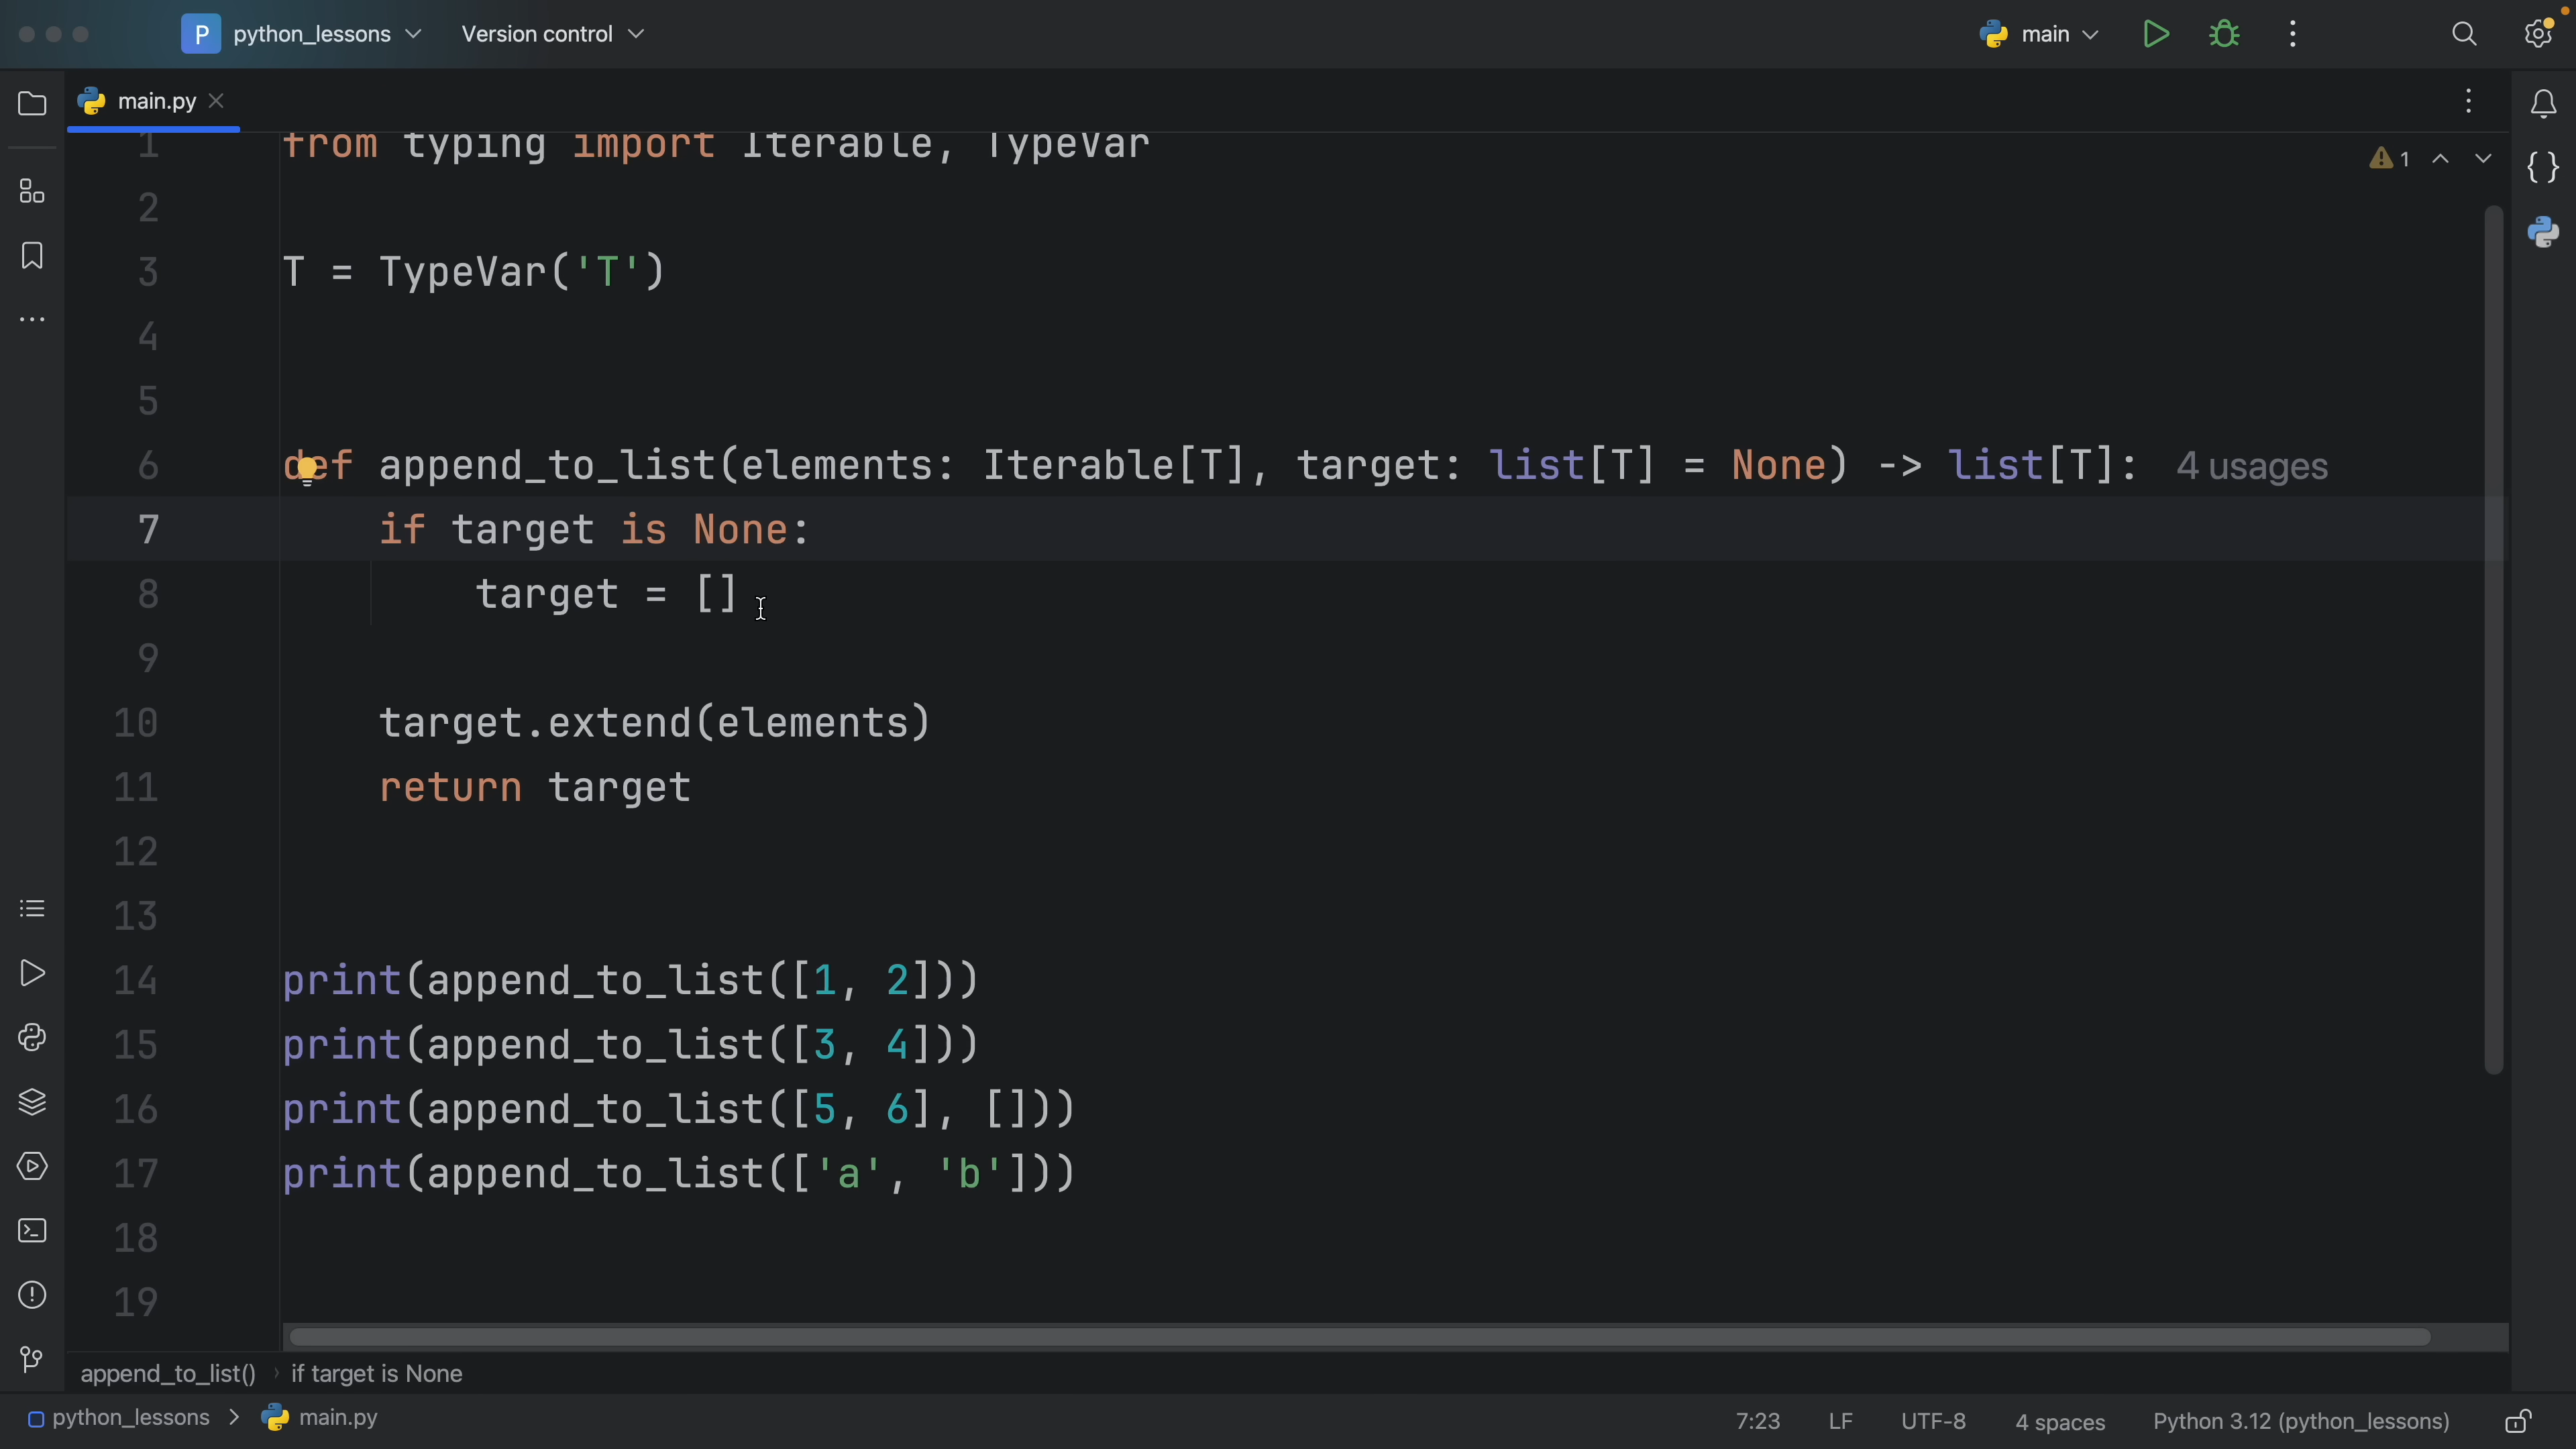 P python_lessons Version control main
main.py
1 from typing import Iterable, TypeVar
1
2
3 T = TypeVar('T')
4
5
6 def append_to_list(elements: Iterable[T], target: list[T] = None) -> list[T]: 4 usages
7 if target is None:
8 target = []
9
10 target.extend(elements)
11 return target
12
13
14 print(append_to_list([1, 2]))
15 print(append_to_list([3, 4]))
16 print(append_to_list([5, 6], []))
17 print(append_to_list(['a', 'b']))
18
19
append_to_list() › if target is None
python_lessons > main.py 7:23 LF UTF-8 4 spaces Python 3.12 (python_lessons)